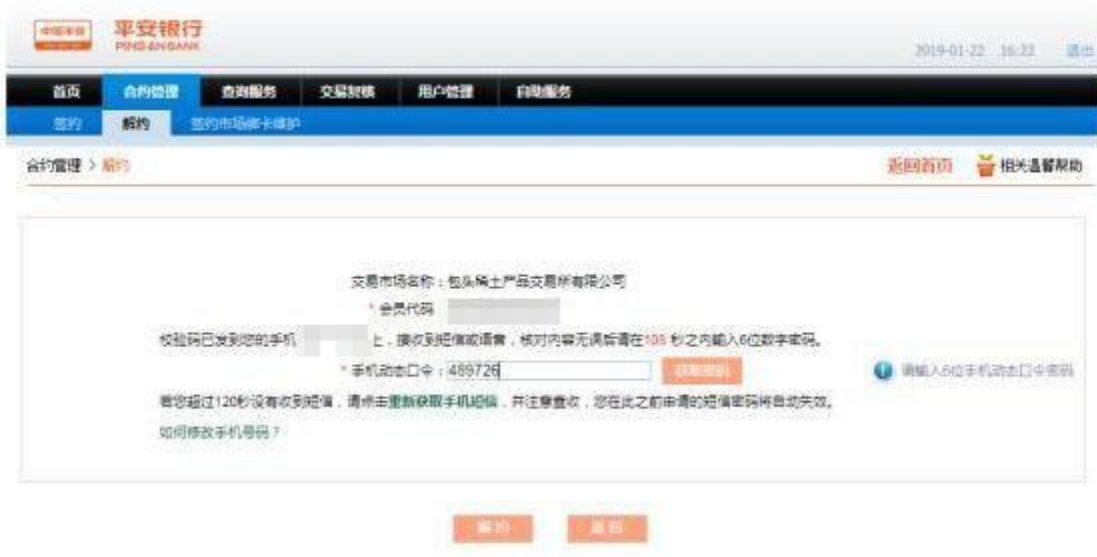 中国平安 平安银行
PING AN BANK
2019-01-22 16:22 退出
首页 合约管理 查询服务 交易复核 用户管理 自助服务
签约 解约 签约市场绑卡维护
合约管理 > 解约 返回首页 相关温馨帮助
交易市场名称：包头稀土产品交易所有限公司
* 会员代码
校验码已发到您的手机 上，接收到短信或语音，核对内容无误后请在105 秒之内输入6位数字密码。
* 手机动态口令：489726 获取密码 请输入6位手机动态口令密码
若您超过120秒没有收到短信，请点击重新获取手机短信，并注意查收，您在此之前申请的短信密码将自动失效。
如何修改手机号码？
解 约 返 回